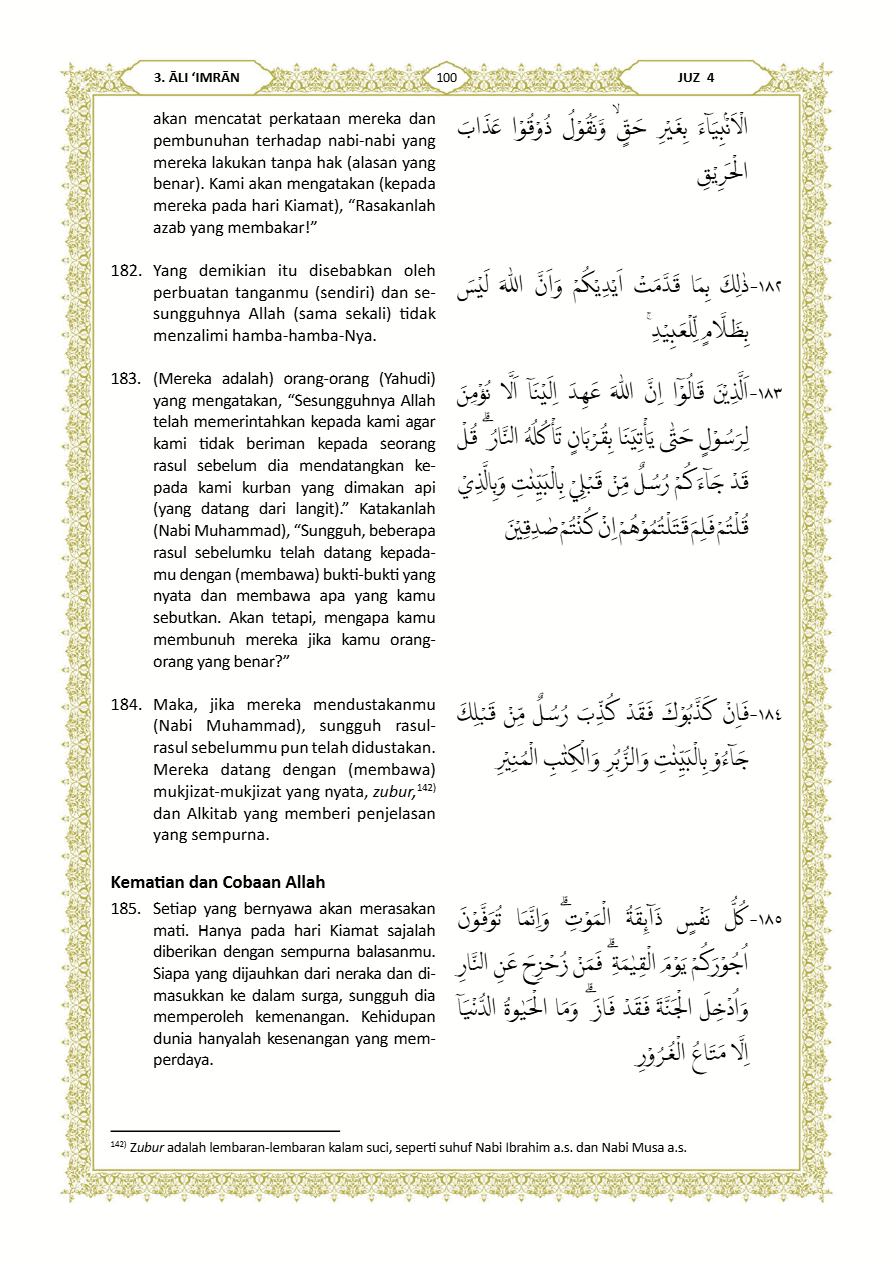 3. ĀLI ‘IMRĀN
100
JUZ 4
akan mencatat perkataan mereka dan
pembunuhan terhadap nabi-nabi yang
mereka lakukan tanpa hak (alasan yang
benar). Kami akan mengatakan (kepada
mereka pada hari Kiamat), “Rasakanlah
azab yang membakar!”
الْاَنْۢبِيَاۤءَ بِغَيْرِ حَقٍّۙ وَّنَقُوْلُ ذُوْقُوْا عَذَابَ
الْحَرِيْقِ
182. Yang demikian itu disebabkan oleh
perbuatan tanganmu (sendiri) dan se-
sungguhnya Allah (sama sekali) tidak
menzalimi hamba-hamba-Nya.
١٨٢-ذٰلِكَ بِمَا قَدَّمَتْ اَيْدِيْكُمْ وَاَنَّ اللّٰهَ لَيْسَ
بِظَلَّامٍ لِّلْعَبِيْدِۚ
183. (Mereka adalah) orang-orang (Yahudi)
yang mengatakan, “Sesungguhnya Allah
telah memerintahkan kepada kami agar
kami tidak beriman kepada seorang
rasul sebelum dia mendatangkan ke-
pada kami kurban yang dimakan api
(yang datang dari langit).” Katakanlah
(Nabi Muhammad), “Sungguh, beberapa
rasul sebelumku telah datang kepada-
mu dengan (membawa) bukti-bukti yang
nyata dan membawa apa yang kamu
sebutkan. Akan tetapi, mengapa kamu
membunuh mereka jika kamu orang-
orang yang benar?”
١٨٣-اَلَّذِيْنَ قَالُوْٓا اِنَّ اللّٰهَ عَهِدَ اِلَيْنَآ اَلَّا نُؤْمِنَ
لِرَسُوْلٍ حَتّٰى يَأْتِيَنَا بِقُرْبَانٍ تَأْكُلُهُ النَّارُ ۗ قُلْ
قَدْ جَاۤءَكُمْ رُسُلٌ مِّنْ قَبْلِيْ بِالْبَيِّنٰتِ وَبِالَّذِيْ
قُلْتُمْ فَلِمَ قَتَلْتُمُوْهُمْ اِنْ كُنْتُمْ صٰدِقِيْنَ
184. Maka, jika mereka mendustakanmu
(Nabi Muhammad), sungguh rasul-
rasul sebelummu pun telah didustakan.
Mereka datang dengan (membawa)
mukjizat-mukjizat yang nyata, zubur,142)
dan Alkitab yang memberi penjelasan
yang sempurna.
١٨٤-فَاِنْ كَذَّبُوْكَ فَقَدْ كُذِّبَ رُسُلٌ مِّنْ قَبْلِكَ
جَاۤءُوْ بِالْبَيِّنٰتِ وَالزُّبُرِ وَالْكِتٰبِ الْمُنِيْرِ
Kematian dan Cobaan Allah
185. Setiap yang bernyawa akan merasakan
mati. Hanya pada hari Kiamat sajalah
diberikan dengan sempurna balasanmu.
Siapa yang dijauhkan dari neraka dan di-
masukkan ke dalam surga, sungguh dia
memperoleh kemenangan. Kehidupan
dunia hanyalah kesenangan yang mem-
perdaya.
١٨٥-كُلُّ نَفْسٍ ذَاۤىِٕقَةُ الْمَوْتِۗ وَاِنَّمَا تُوَفَّوْنَ
اُجُوْرَكُمْ يَوْمَ الْقِيٰمَةِ ۗ فَمَنْ زُحْزِحَ عَنِ النَّارِ
وَاُدْخِلَ الْجَنَّةَ فَقَدْ فَازَ ۗ وَمَا الْحَيٰوةُ الدُّنْيَآ
اِلَّا مَتَاعُ الْغُرُوْرِ
142) Zubur adalah lembaran-lembaran kalam suci, seperti suhuf Nabi Ibrahim a.s. dan Nabi Musa a.s.